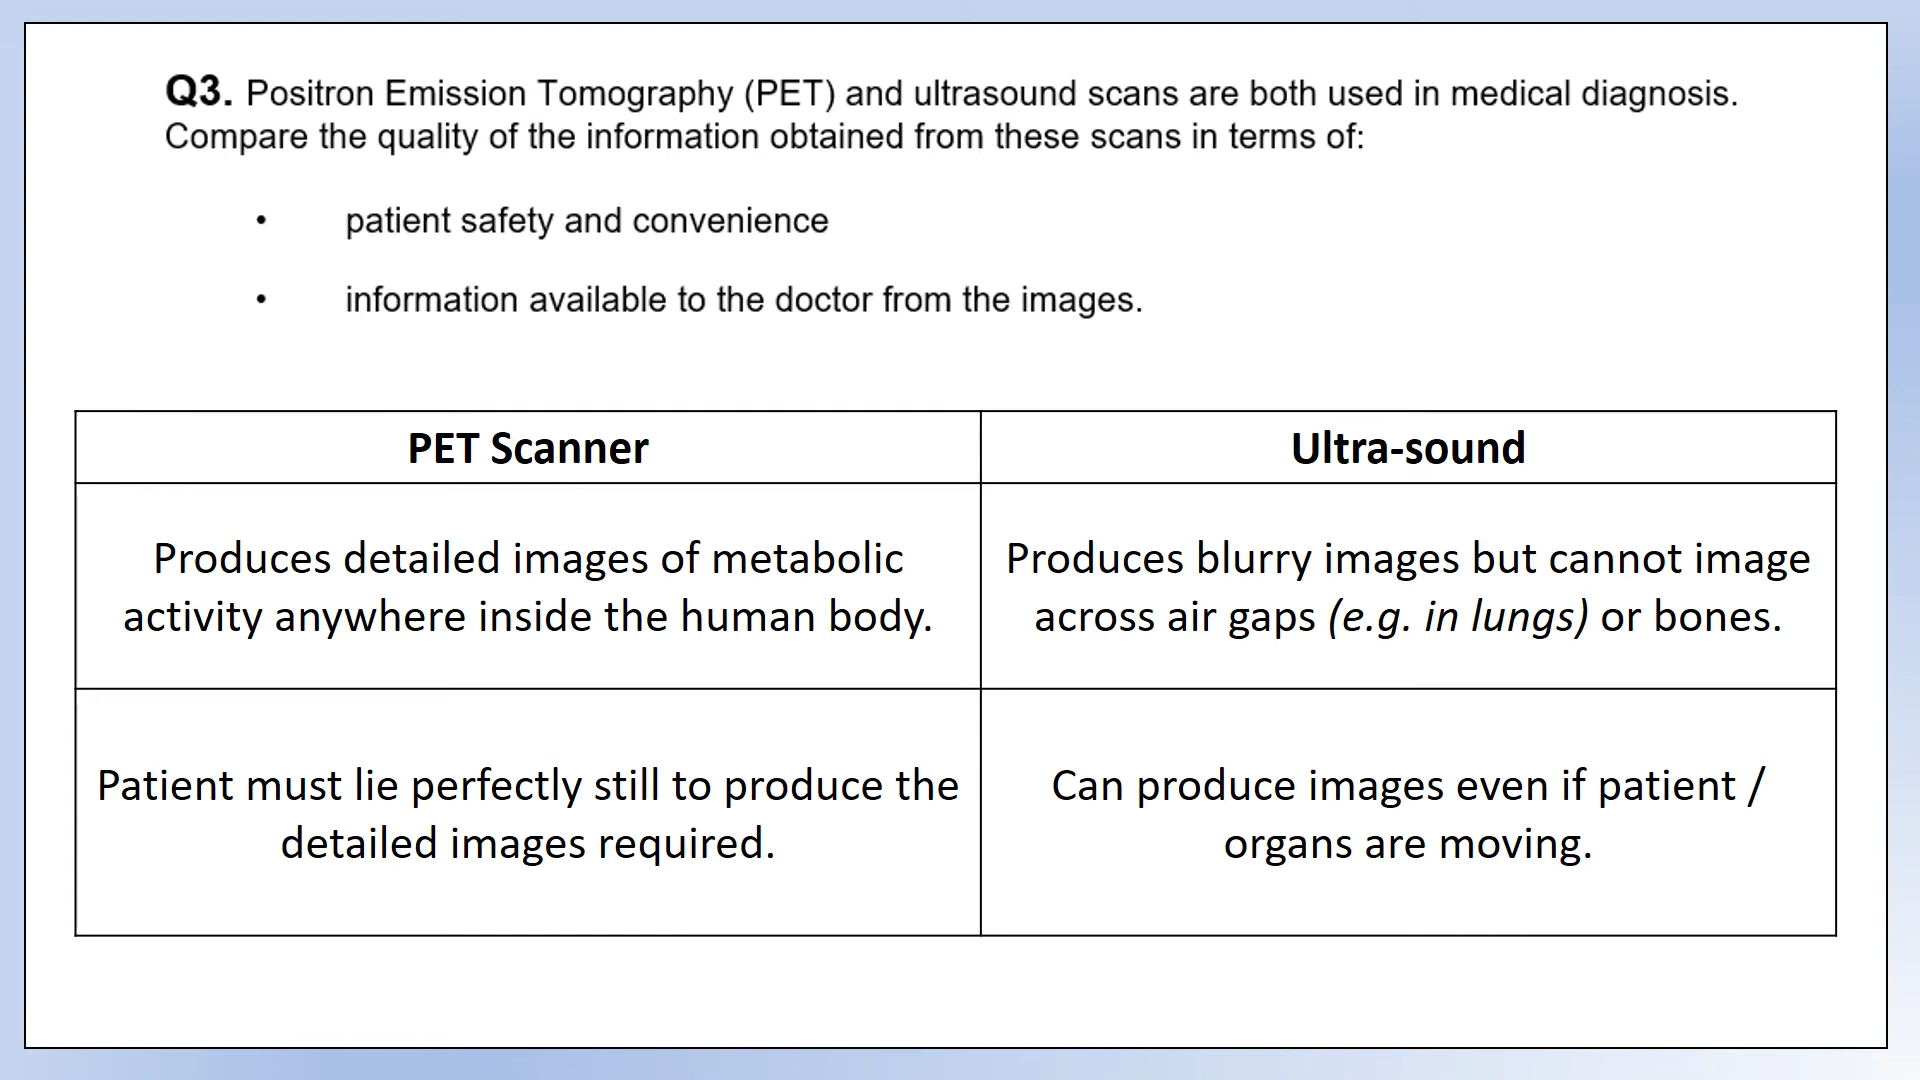 Q3. Positron Emission Tomography (PET) and ultrasound scans are both used in medical diagnosis.
Compare the quality of the information obtained from these scans in terms of:
• patient safety and convenience
• information available to the doctor from the images.
PET Scanner
Ultra-sound
Produces detailed images of metabolic
activity anywhere inside the human body.
Produces blurry images but cannot image
across air gaps (e.g. in lungs) or bones.
Patient must lie perfectly still to produce the
detailed images required.
Can produce images even if patient /
organs are moving.